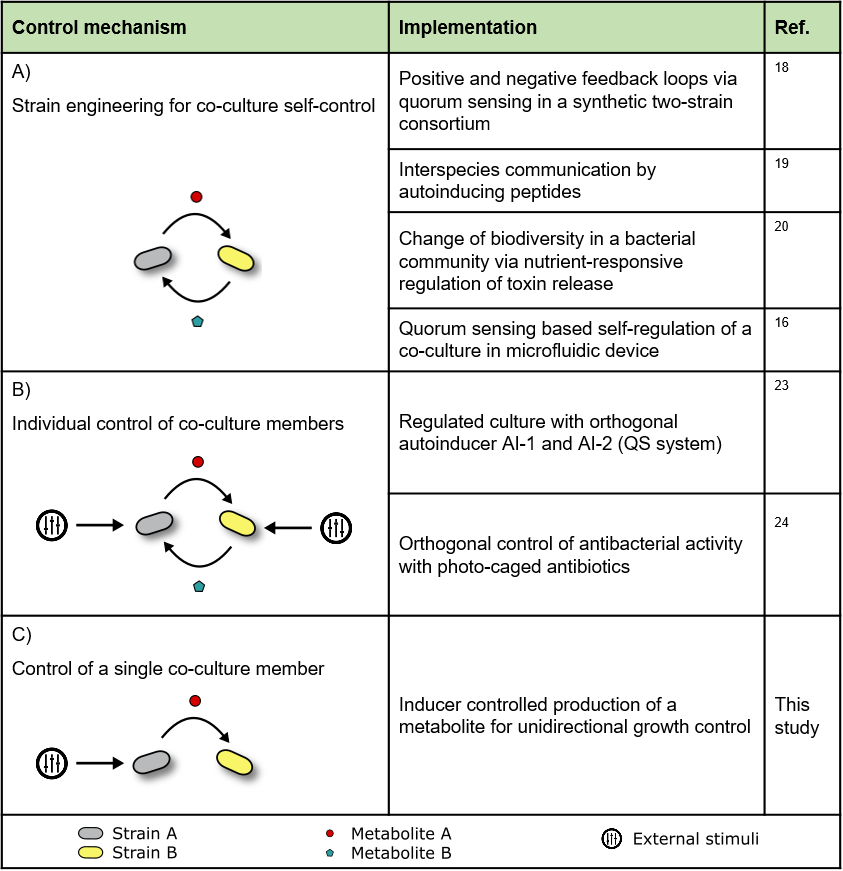 Control mechanism
Implementation
Ref.
A)
Strain engineering for co-culture self-control
Positive and negative feedback loops via
quorum sensing in a synthetic two-strain
consortium
18
Interspecies communication by
autoinducing peptides
19
Change of biodiversity in a bacterial
community via nutrient-responsive
regulation of toxin release
20
Quorum sensing based self-regulation of a
co-culture in microfluidic device
16
B)
Individual control of co-culture members
Regulated culture with orthogonal
autoinducer AI-1 and AI-2 (QS system)
23
Orthogonal control of antibacterial activity
with photo-caged antibiotics
24
C)
Control of a single co-culture member
Inducer controlled production of a
metabolite for unidirectional growth control
This
study
Strain A
Strain B
Metabolite A
Metabolite B
External stimuli